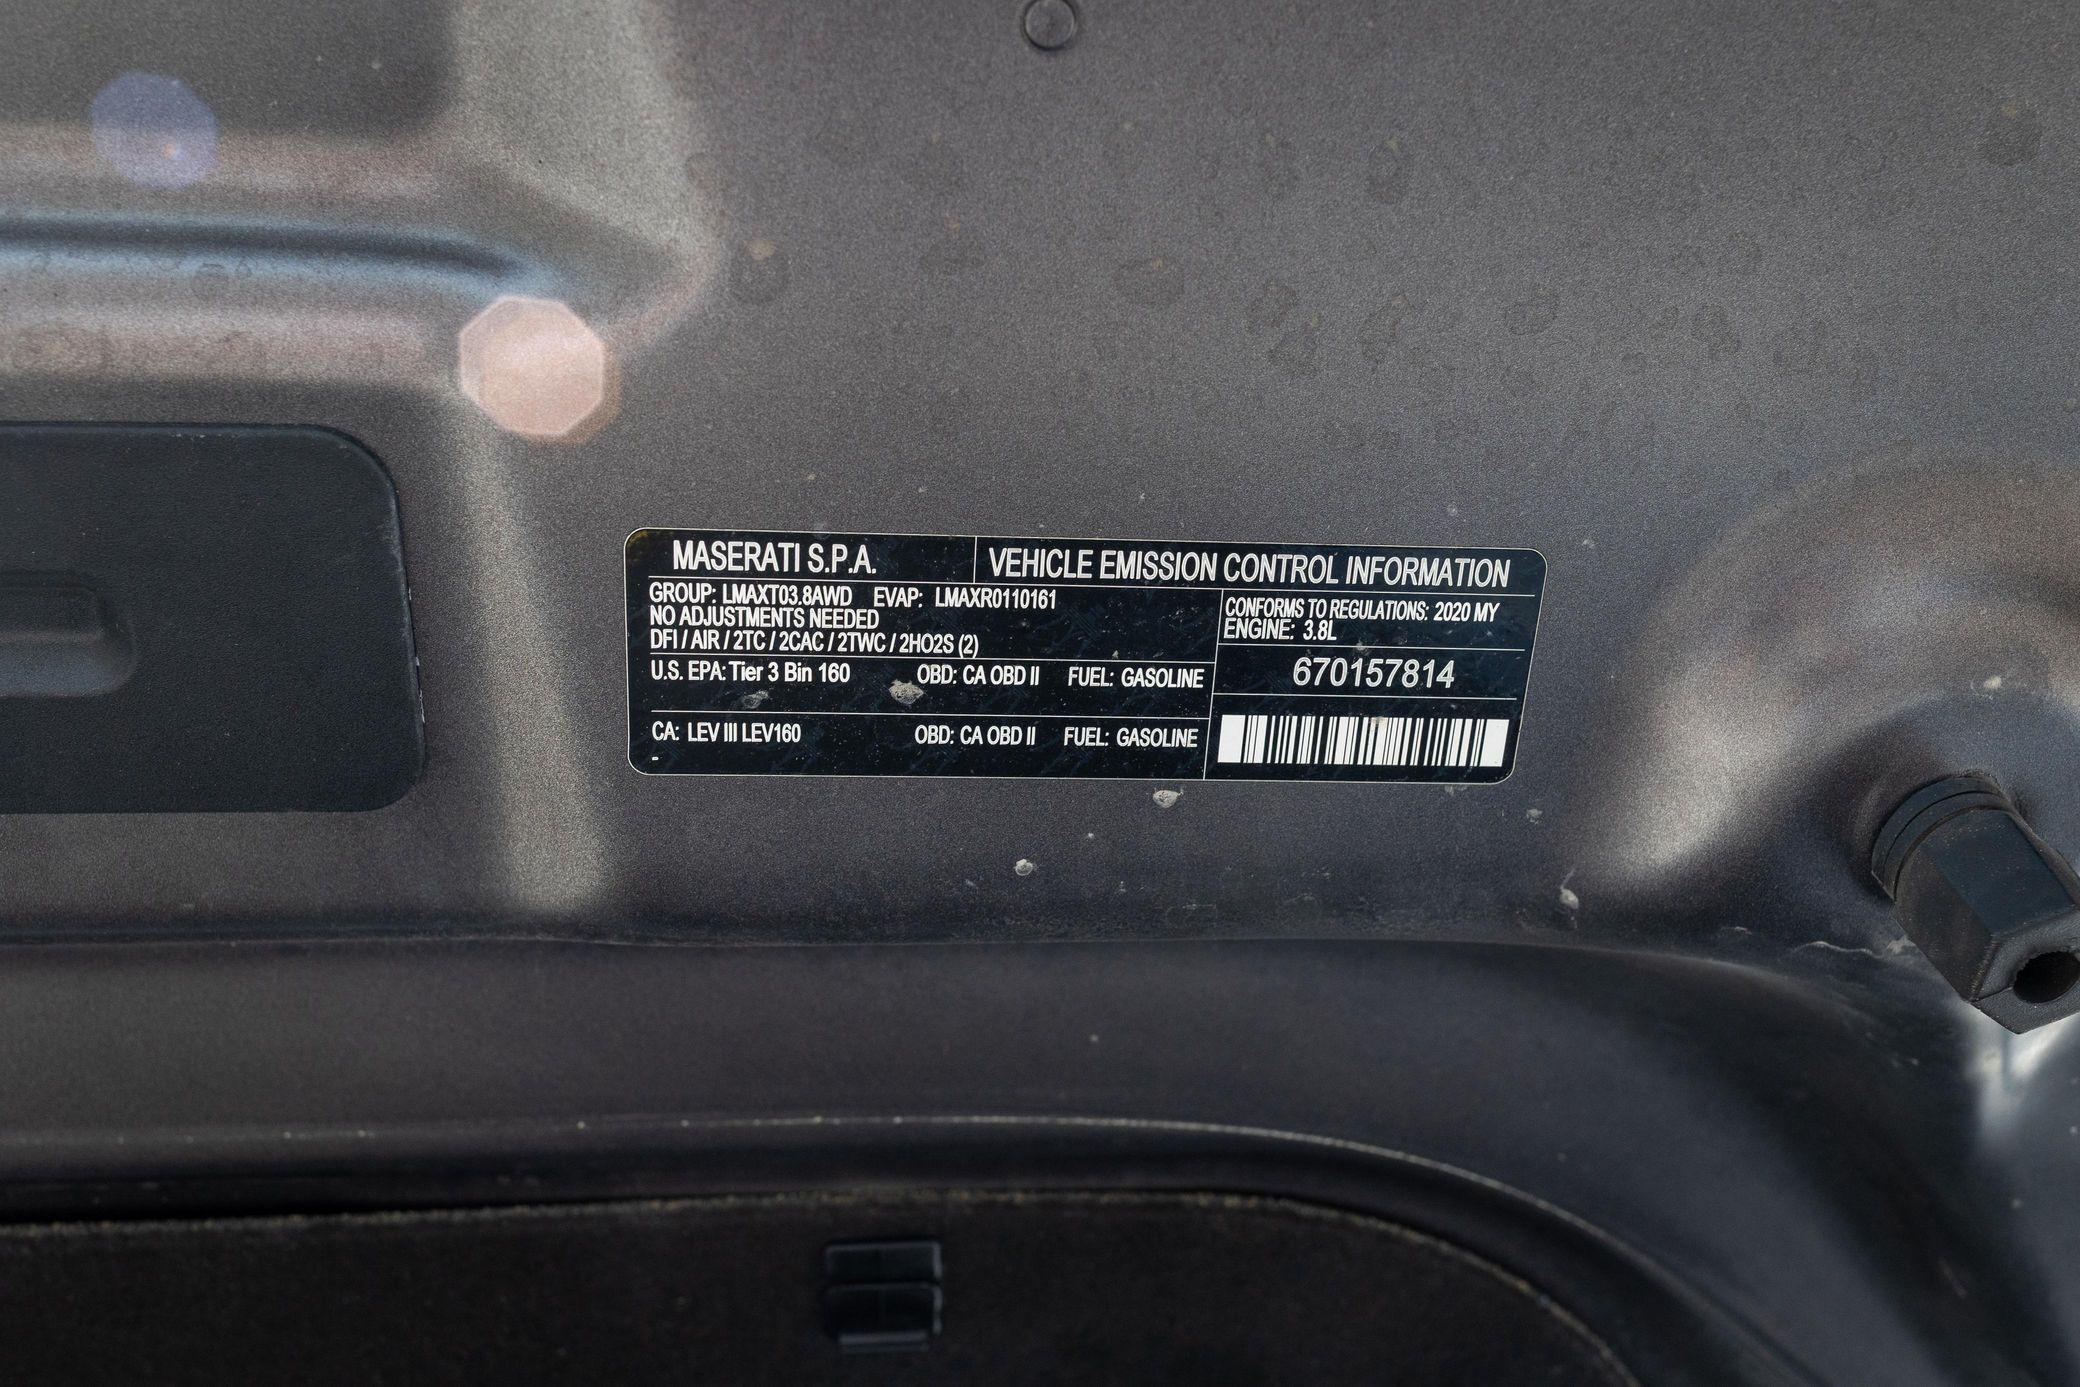 MASERATI S.P.A.
VEHICLE EMISSION CONTROL INFORMATION
GROUP: LMAXT03.8AWD EVAP: LMAXR0110161
NO ADJUSTMENTS NEEDED
DFI / AIR / 2TC / 2CAC / 2TWC / 2HO2S (2)
CONFORMS TO REGULATIONS: 2020 MY
ENGINE: 3.8L
U.S. EPA: Tier 3 Bin 160 OBD: CA OBD II FUEL: GASOLINE
670157814
CA: LEV III LEV160 OBD: CA OBD II FUEL: GASOLINE
-